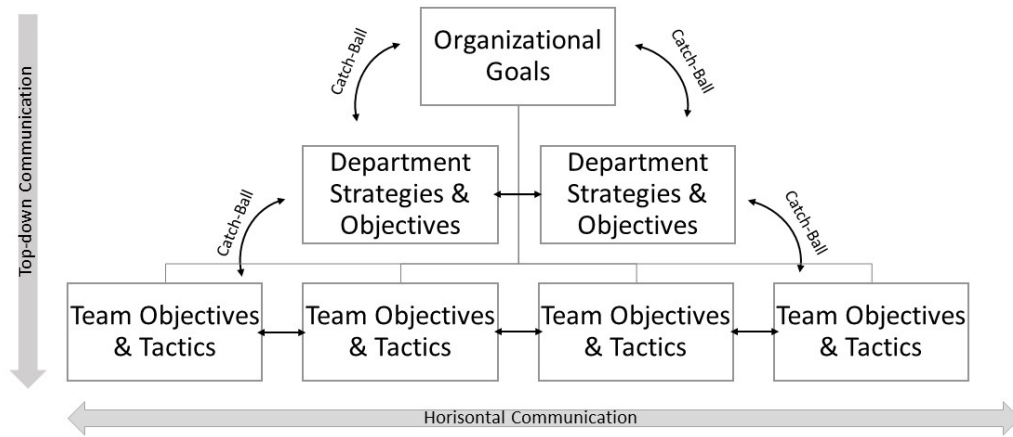 Top-down Communication
Organizational
Goals
Catch-Ball
Catch-Ball
Department
Strategies &
Objectives
Department
Strategies &
Objectives
Catch-Ball
Catch-Ball
Team Objectives
& Tactics
Team Objectives
& Tactics
Team Objectives
& Tactics
Team Objectives
& Tactics
Horisontal Communication